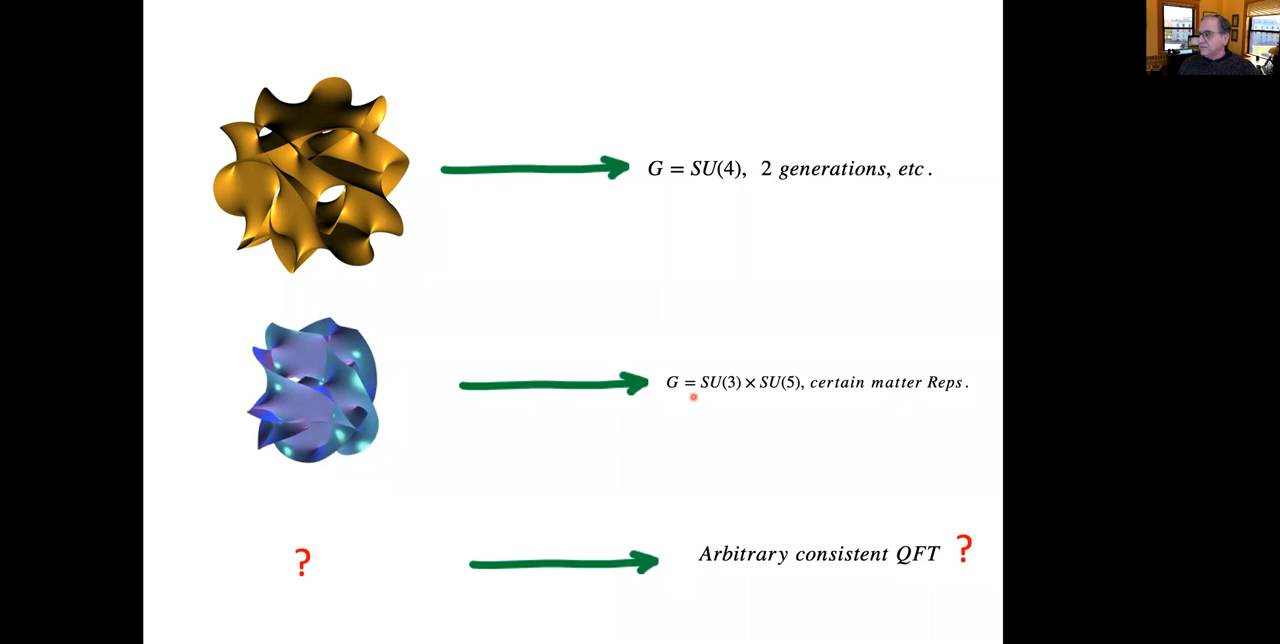 G = SU(4), 2 generations, etc.
G = SU(3) × SU(5), certain matter Reps.
?
Arbitrary consistent QFT ?